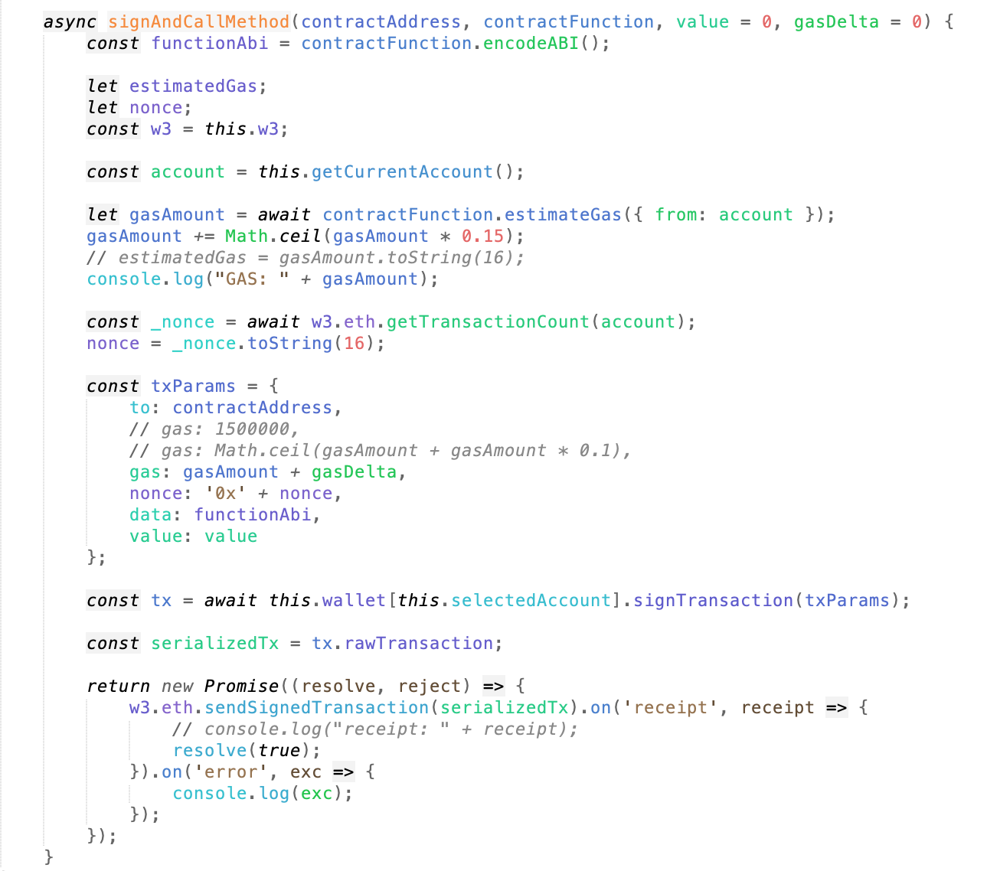 async signAndCallMethod(contractAddress, contractFunction, value = 0, gasDelta = 0) {
const functionAbi = contractFunction.encodeABI();
let estimatedGas;
let nonce;
const w3 = this.w3;
const account = this.getCurrentAccount();
let gasAmount = await contractFunction.estimateGas({ from: account });
gasAmount += Math.ceil(gasAmount * 0.15);
// estimatedGas = gasAmount.toString(16);
console.log("GAS: " + gasAmount);
const _nonce = await w3.eth.getTransactionCount(account);
nonce = _nonce.toString(16);
const txParams = {
to: contractAddress,
// gas: 1500000,
// gas: Math.ceil(gasAmount + gasAmount * 0.1),
gas: gasAmount + gasDelta,
nonce: '0x' + nonce,
data: functionAbi,
value: value
};
const tx = await this.wallet[this.selectedAccount].signTransaction(txParams);
const serializedTx = tx.rawTransaction;
return new Promise((resolve, reject) => {
w3.eth.sendSignedTransaction(serializedTx).on('receipt', receipt => {
// console.log("receipt: " + receipt);
resolve(true);
}).on('error', exc => {
console.log(exc);
});
});
}